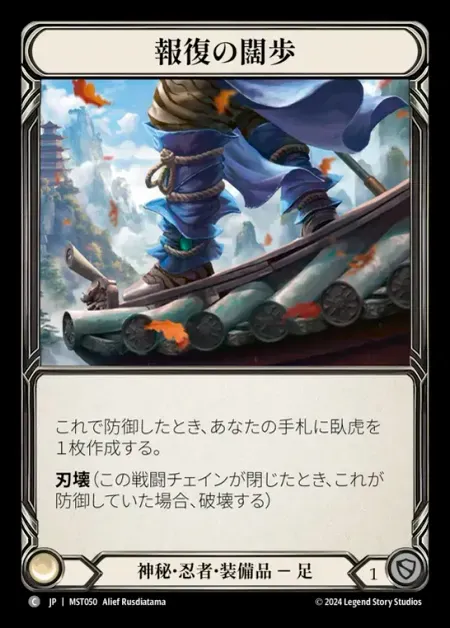 報復の闊歩
これで防御したとき、あなたの手札に臥虎を
１枚作成する。
刃壊（この戦闘チェインが閉じたとき、これが
防御していた場合、破壊する）
神秘・忍者・装備品 － 足
1
C JP | MST050 Alief Rusdiatama
© 2024 Legend Story Studios